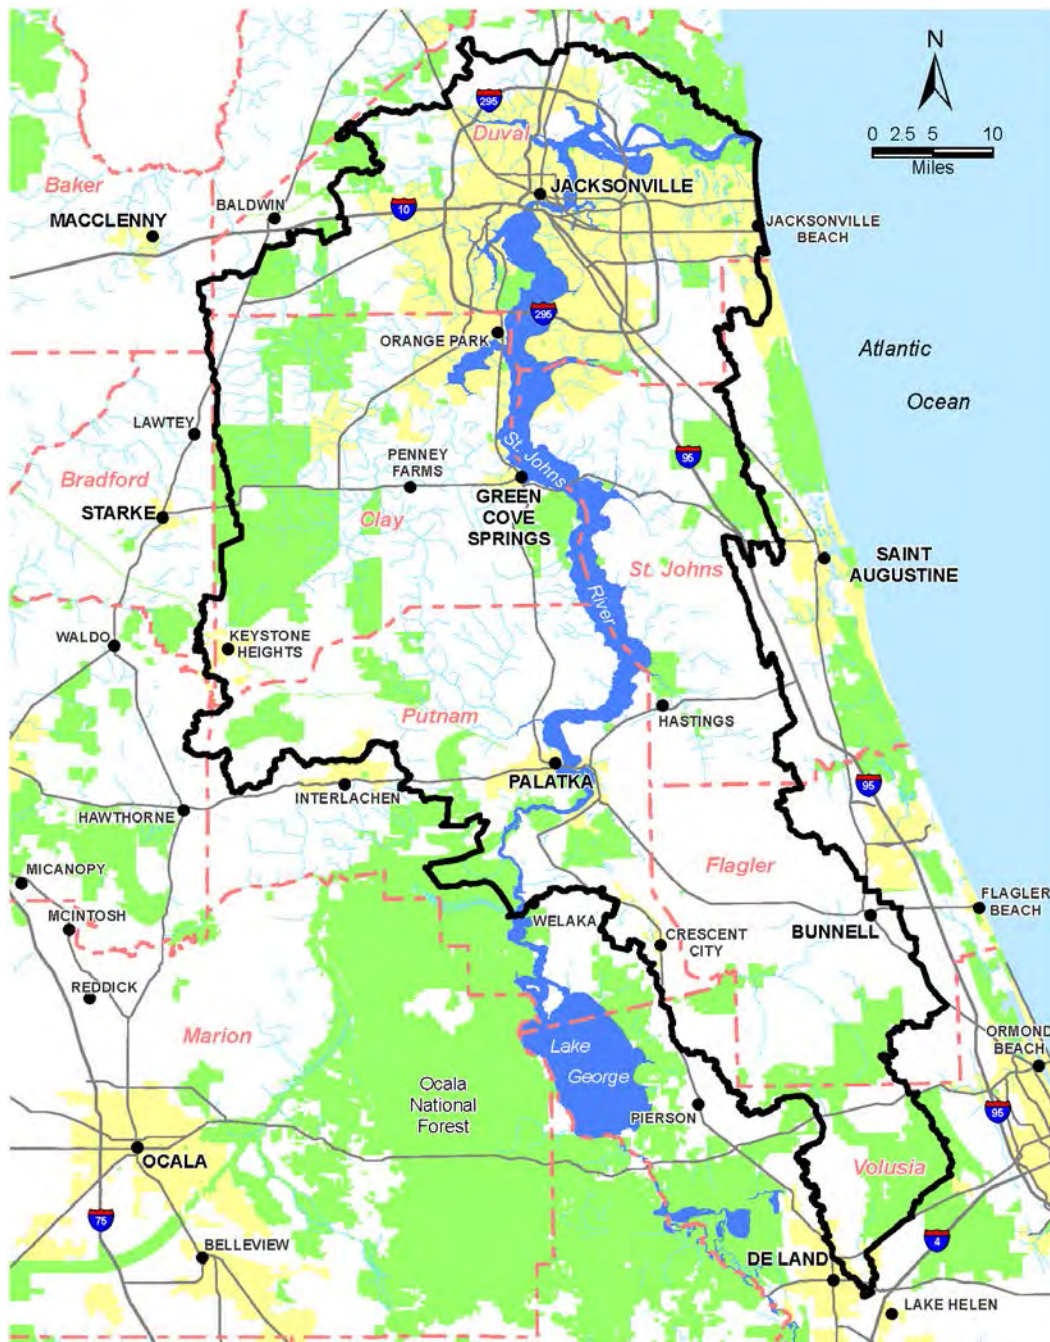 N
295
Duval
0 2.5 5 10
Miles
Baker
JACKSONVILLE
MACCLENNY
BALDWIN
10
JACKSONVILLE
BEACH
295
ORANGE PARK
Atlantic
Ocean
LAWTEY
St. Johns
River
95
PENNEY
FARMS
Bradford
STARKE
GREEN
COVE
SPRINGS
Clay
SAINT
AUGUSTINE
St. Johns
WALDO
KEYSTONE
HEIGHTS
Putnam
HASTINGS
PALATKA
95
INTERLACHEN
HAWTHORNE
MICANOPY
Flagler
FLAGLER
BEACH
MCINTOSH
WELAKA
BUNNELL
CRESCENT
CITY
REDDICK
Marion
Lake
George
ORMOND
BEACH
Ocala
National
Forest
PIERSON
95
OCALA
Volusia
75
4
BELLEVIEW
DE LAND
LAKE HELEN